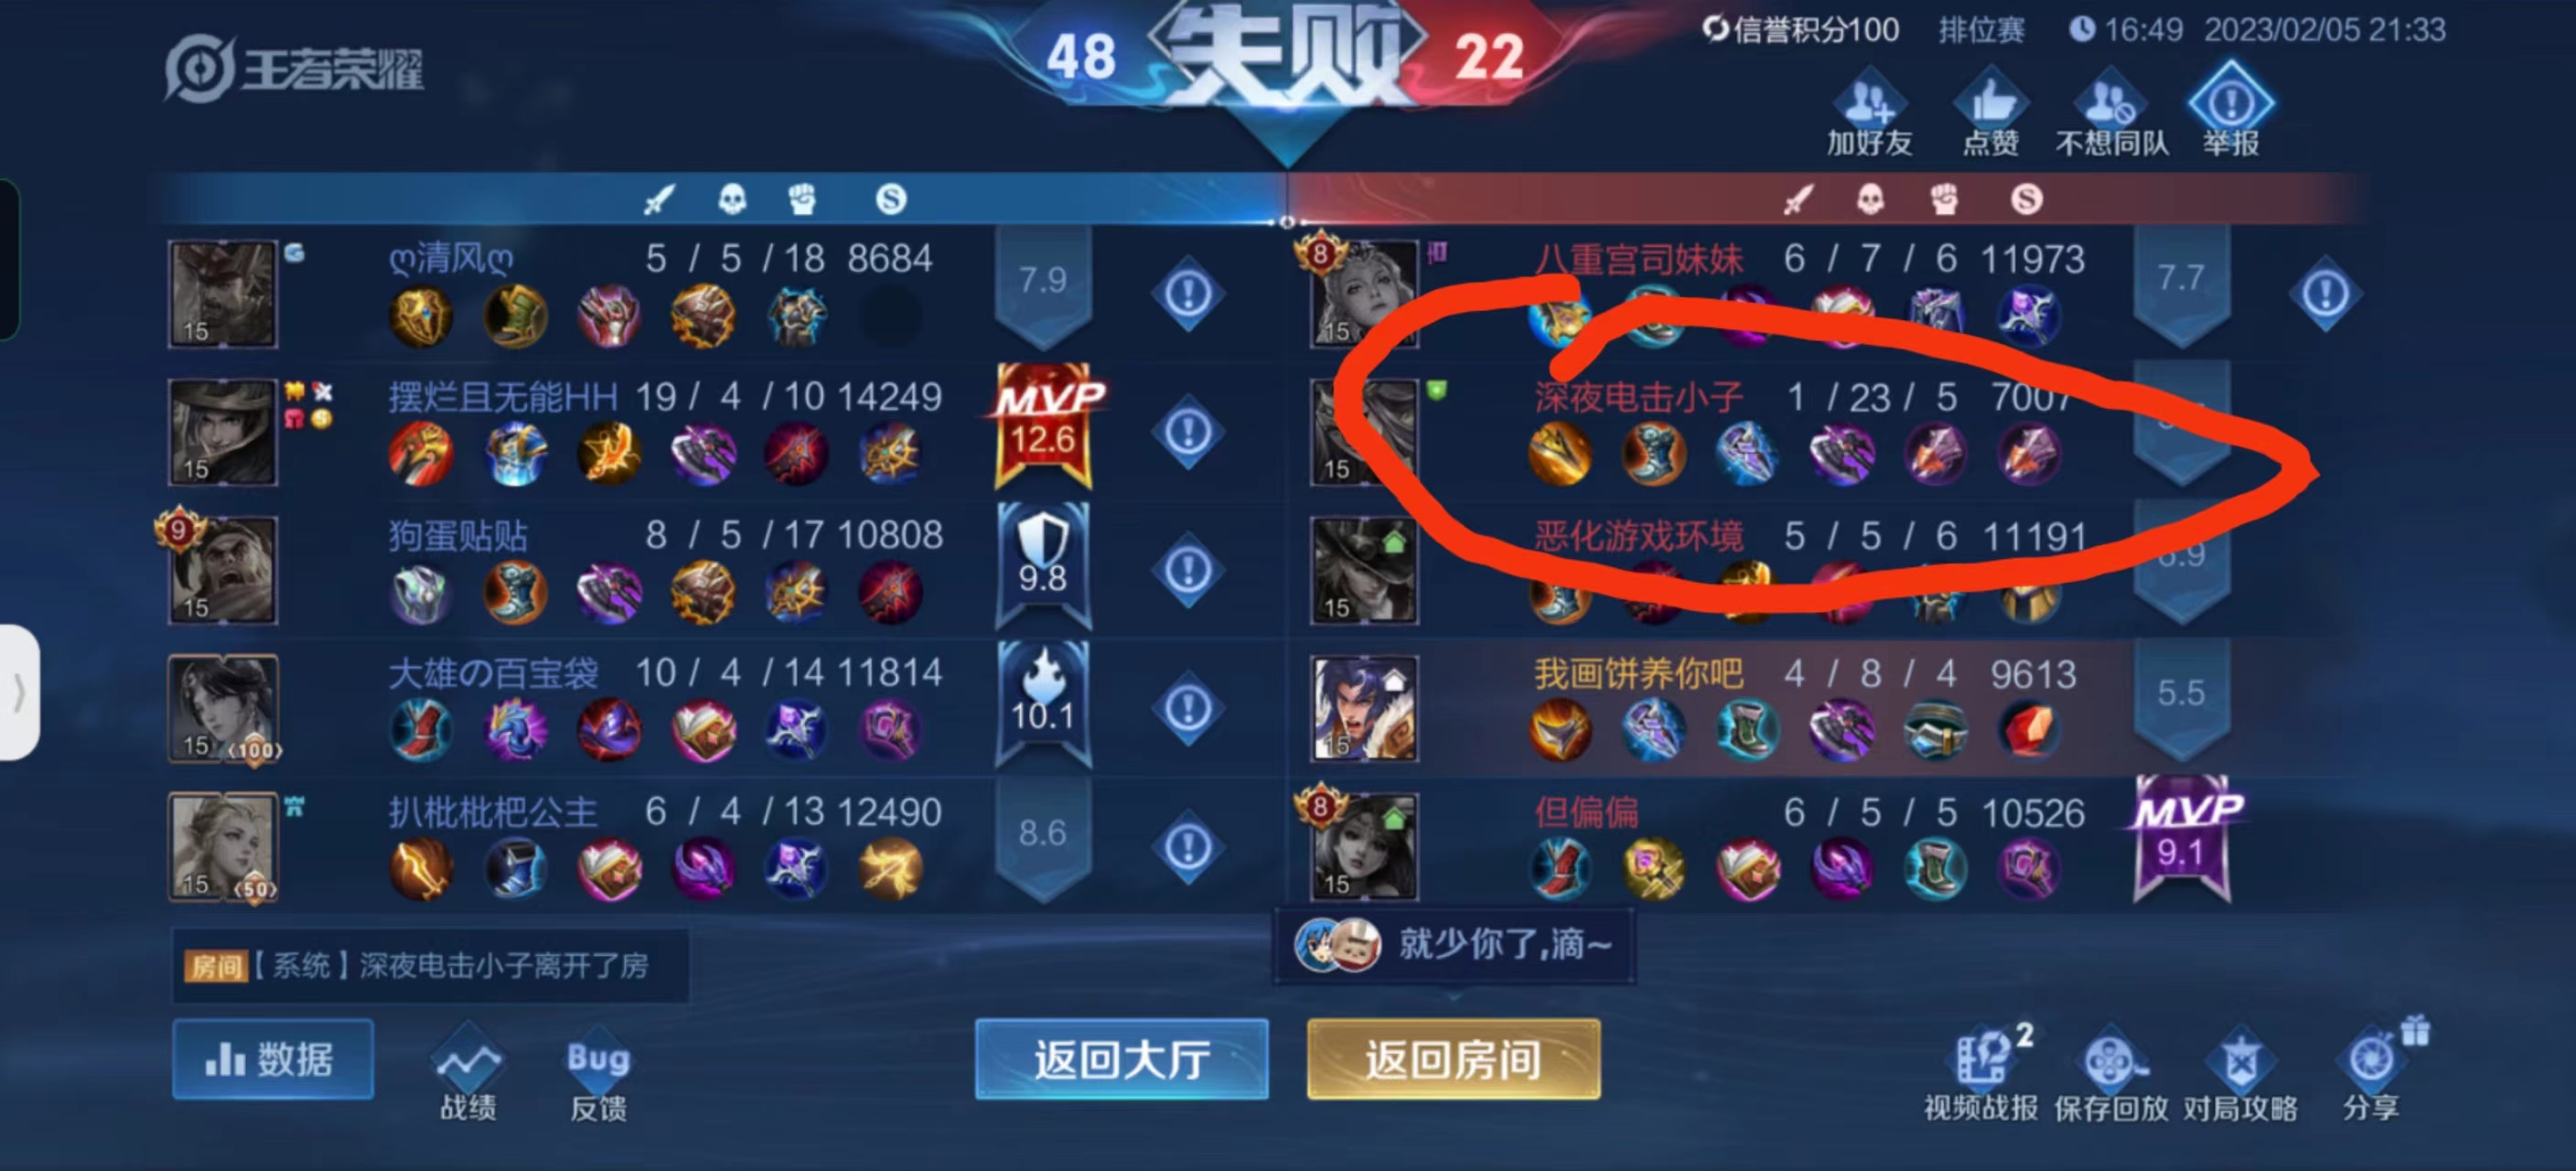 王者荣耀
48 失败 22
信誉积分100 排位赛 16:49 2023/02/05 21:33
加好友 点赞 不想同队 举报
ღ清风ღ 5 / 5 / 18 8684 7.9
15
摆烂且无能HH 19 / 4 / 10 14249 MVP 12.6
15
9 狗蛋贴贴 8 / 5 / 17 10808 9.8
15
大雄の百宝袋 10 / 4 / 14 11814 10.1
15 100
扒枇枇杷公主 6 / 4 / 13 12490 8.6
15 50
8 八重宫司妹妹 6 / 7 / 6 11973 7.7
15
深夜电击小子 1 / 23 / 5 7007
15
恶化游戏环境 5 / 5 / 6 11191 6.9
15
我画饼养你吧 4 / 8 / 4 9613 5.5
15
8 但偏偏 6 / 5 / 5 10526 MVP 9.1
15
房间【系统】深夜电击小子离开了房
就少你了,滴~
数据 战绩 Bug 反馈
返回大厅 返回房间
2
视频战报 保存回放 对局攻略 分享